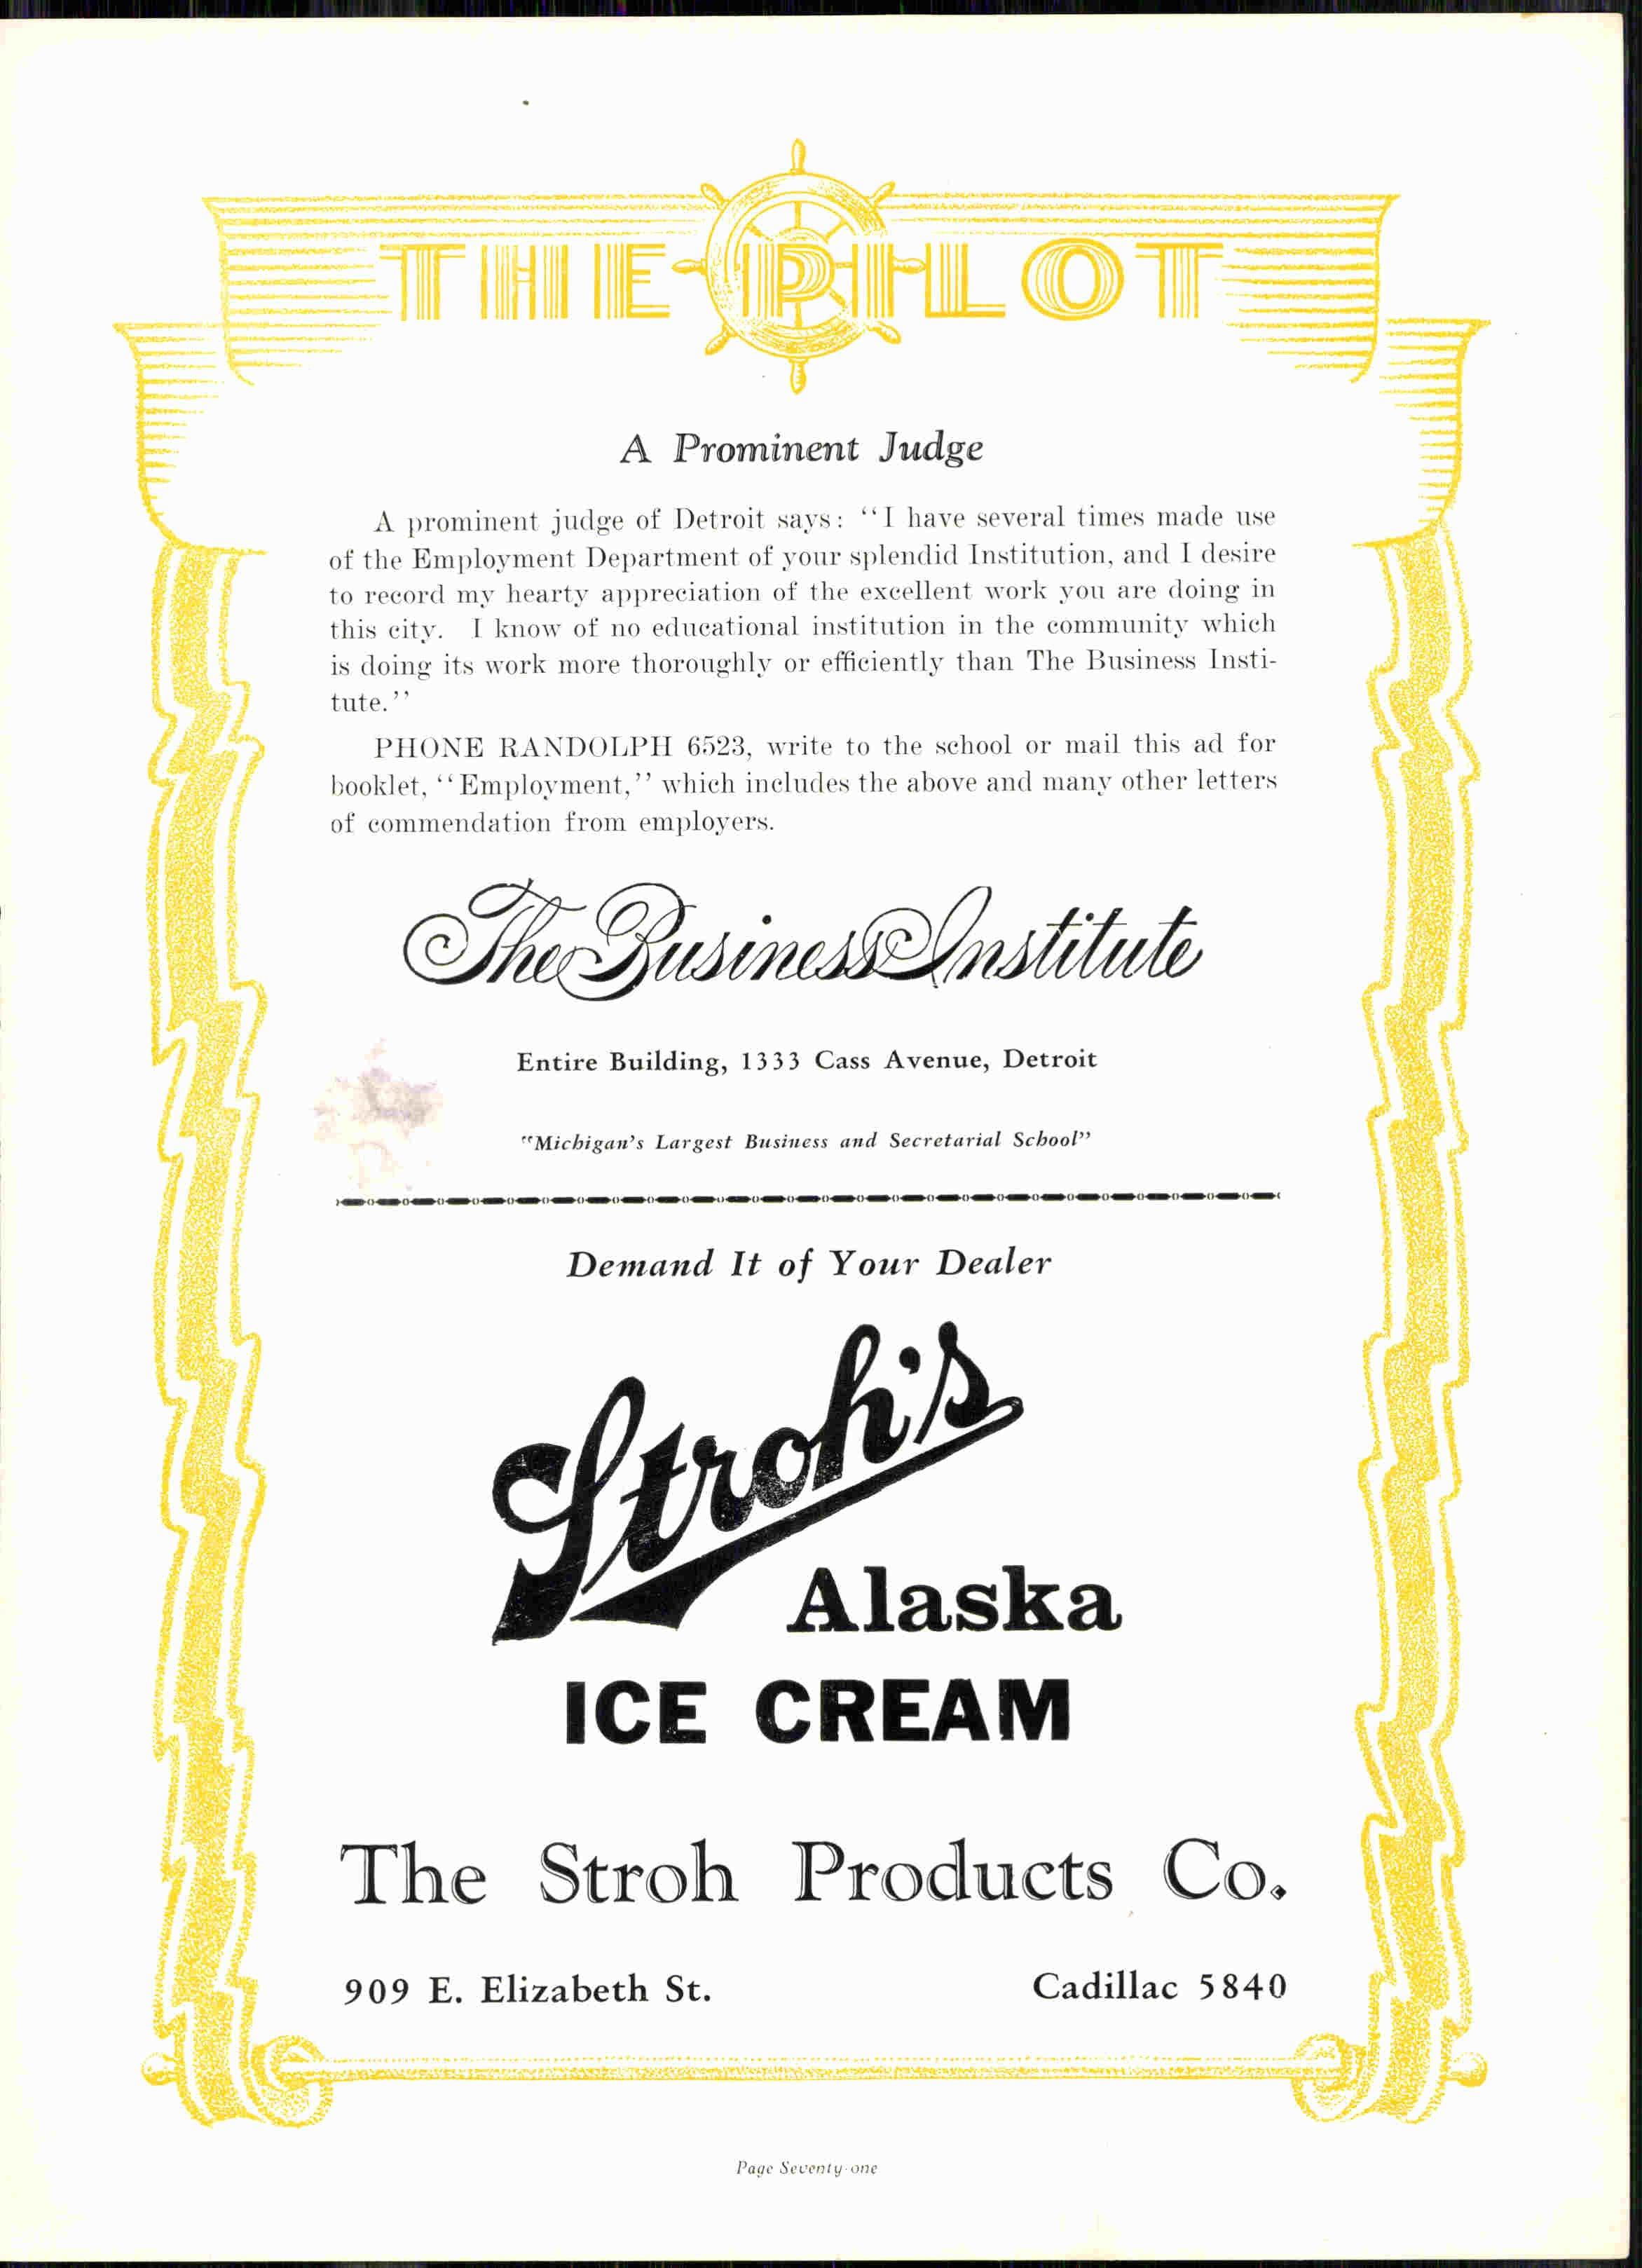 THE PILOT
A Prominent Judge
A prominent judge of Detroit says: "I have several times made use
of the Employment Department of your splendid Institution, and I desire
to record my hearty appreciation of the excellent work you are doing in
this city. I know of no educational institution in the community which
is doing its work more thoroughly or efficiently than The Business Insti-
tute."
PHONE RANDOLPH 6523, write to the school or mail this ad for
booklet, "Employment," which includes the above and many other letters
of commendation from employers.
The Business Institute
Entire Building, 1333 Cass Avenue, Detroit
"Michigan's Largest Business and Secretarial School"
Demand It of Your Dealer
Stroh's
Alaska
ICE CREAM
The Stroh Products Co.
909 E. Elizabeth St. Cadillac 5840
Page Seventy-one